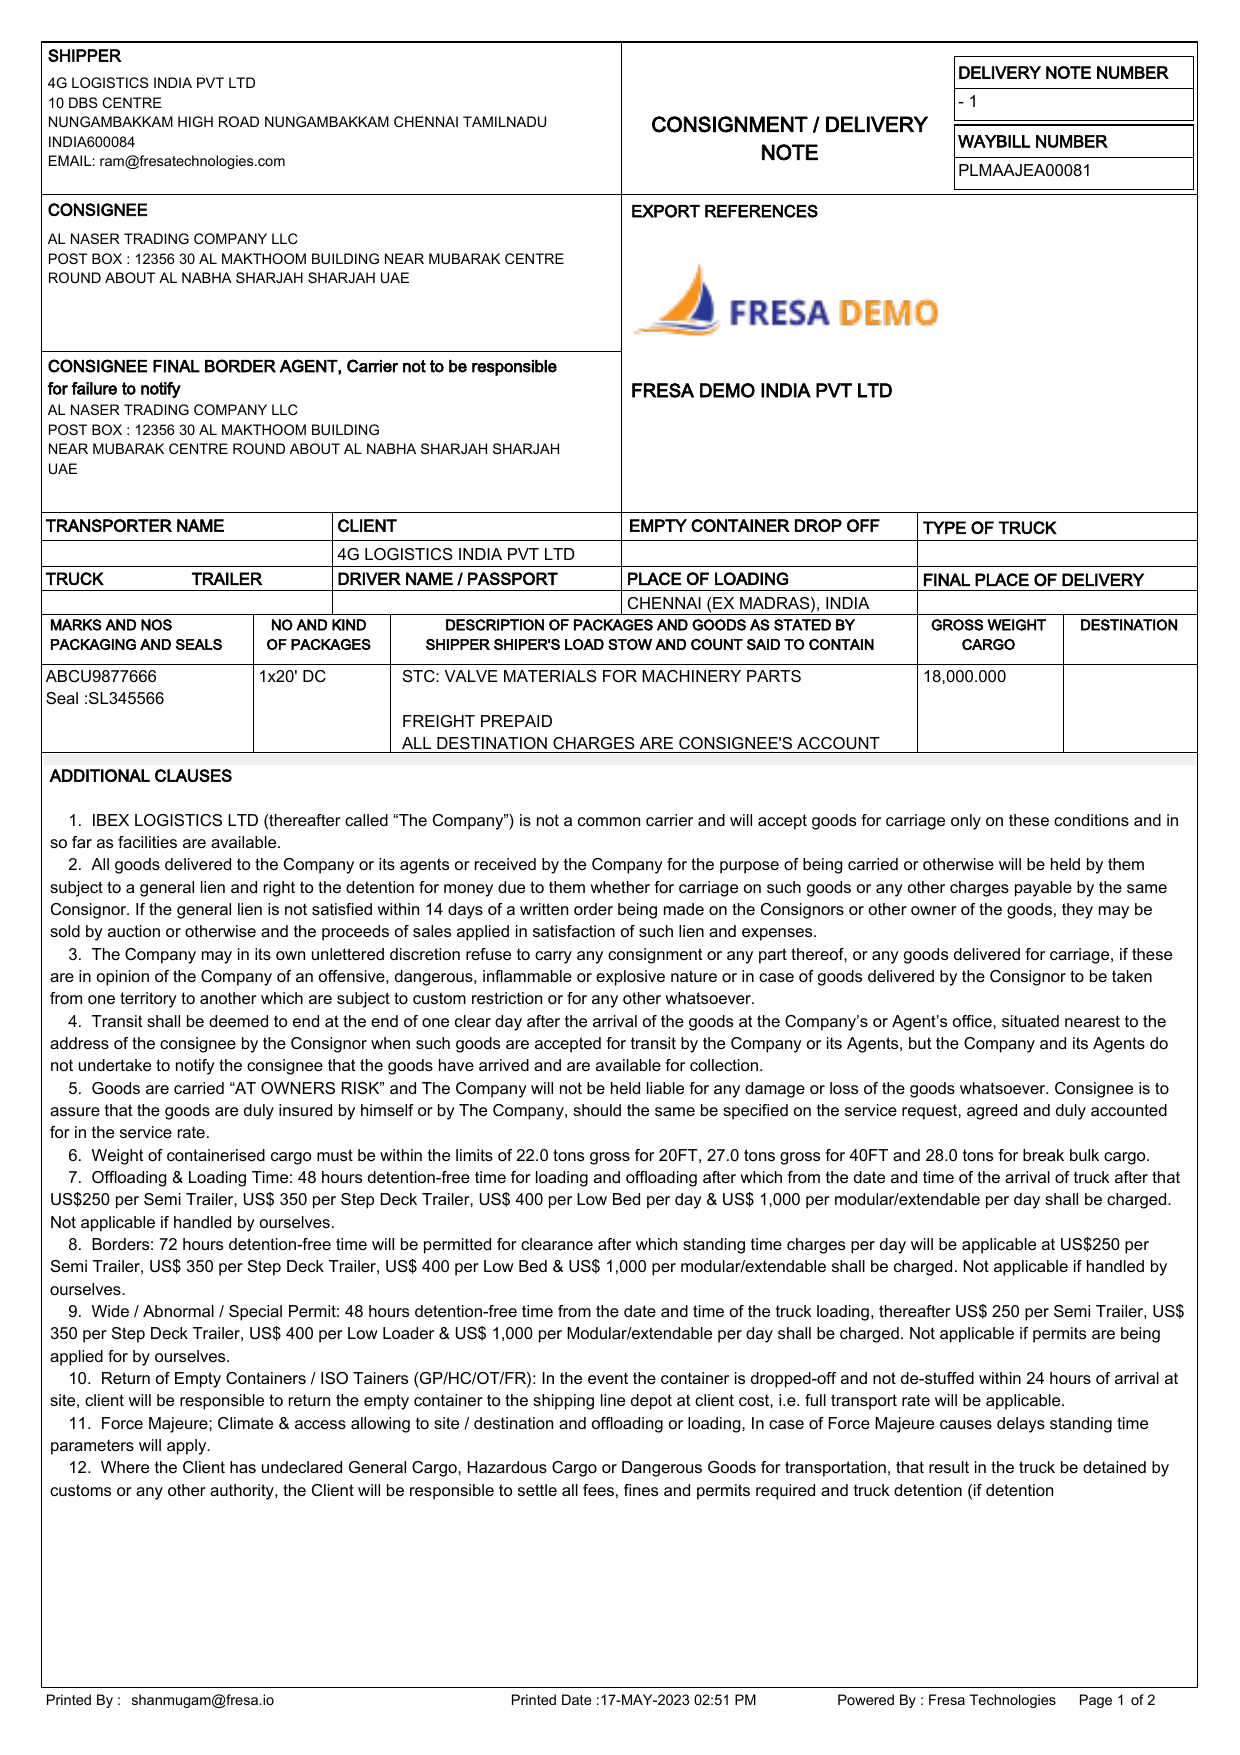 SHIPPER
4G LOGISTICS INDIA PVT LTD
10 DBS CENTRE
NUNGAMBAKKAM HIGH ROAD NUNGAMBAKKAM CHENNAI TAMILNADU
INDIA600084
EMAIL: ram@fresatechnologies.com
CONSIGNMENT / DELIVERY
NOTE
DELIVERY NOTE NUMBER
- 1
WAYBILL NUMBER
PLMAAJEA00081
CONSIGNEE
AL NASER TRADING COMPANY LLC
POST BOX : 12356 30 AL MAKTHOOM BUILDING NEAR MUBARAK CENTRE
ROUND ABOUT AL NABHA SHARJAH SHARJAH UAE
EXPORT REFERENCES
FRESA DEMO
FRESA DEMO INDIA PVT LTD
CONSIGNEE FINAL BORDER AGENT, Carrier not to be responsible
for failure to notify
AL NASER TRADING COMPANY LLC
POST BOX : 12356 30 AL MAKTHOOM BUILDING
NEAR MUBARAK CENTRE ROUND ABOUT AL NABHA SHARJAH SHARJAH
UAE
TRANSPORTER NAME CLIENT EMPTY CONTAINER DROP OFF TYPE OF TRUCK
4G LOGISTICS INDIA PVT LTD
TRUCK TRAILER DRIVER NAME / PASSPORT PLACE OF LOADING FINAL PLACE OF DELIVERY
CHENNAI (EX MADRAS), INDIA
MARKS AND NOS NO AND KIND DESCRIPTION OF PACKAGES AND GOODS AS STATED BY GROSS WEIGHT DESTINATION
PACKAGING AND SEALS OF PACKAGES SHIPPER SHIPER'S LOAD STOW AND COUNT SAID TO CONTAIN CARGO
ABCU9877666 1x20' DC STC: VALVE MATERIALS FOR MACHINERY PARTS 18,000.000
Seal :SL345566
FREIGHT PREPAID
ALL DESTINATION CHARGES ARE CONSIGNEE'S ACCOUNT
ADDITIONAL CLAUSES
1. IBEX LOGISTICS LTD (thereafter called “The Company”) is not a common carrier and will accept goods for carriage only on these conditions and in
so far as facilities are available.
2. All goods delivered to the Company or its agents or received by the Company for the purpose of being carried or otherwise will be held by them
subject to a general lien and right to the detention for money due to them whether for carriage on such goods or any other charges payable by the same
Consignor. If the general lien is not satisfied within 14 days of a written order being made on the Consignors or other owner of the goods, they may be
sold by auction or otherwise and the proceeds of sales applied in satisfaction of such lien and expenses.
3. The Company may in its own unlettered discretion refuse to carry any consignment or any part thereof, or any goods delivered for carriage, if these
are in opinion of the Company of an offensive, dangerous, inflammable or explosive nature or in case of goods delivered by the Consignor to be taken
from one territory to another which are subject to custom restriction or for any other whatsoever.
4. Transit shall be deemed to end at the end of one clear day after the arrival of the goods at the Company’s or Agent’s office, situated nearest to the
address of the consignee by the Consignor when such goods are accepted for transit by the Company or its Agents, but the Company and its Agents do
not undertake to notify the consignee that the goods have arrived and are available for collection.
5. Goods are carried “AT OWNERS RISK” and The Company will not be held liable for any damage or loss of the goods whatsoever. Consignee is to
assure that the goods are duly insured by himself or by The Company, should the same be specified on the service request, agreed and duly accounted
for in the service rate.
6. Weight of containerised cargo must be within the limits of 22.0 tons gross for 20FT, 27.0 tons gross for 40FT and 28.0 tons for break bulk cargo.
7. Offloading & Loading Time: 48 hours detention-free time for loading and offloading after which from the date and time of the arrival of truck after that
US$250 per Semi Trailer, US$ 350 per Step Deck Trailer, US$ 400 per Low Bed per day & US$ 1,000 per modular/extendable per day shall be charged.
Not applicable if handled by ourselves.
8. Borders: 72 hours detention-free time will be permitted for clearance after which standing time charges per day will be applicable at US$250 per
Semi Trailer, US$ 350 per Step Deck Trailer, US$ 400 per Low Bed & US$ 1,000 per modular/extendable shall be charged. Not applicable if handled by
ourselves.
9. Wide / Abnormal / Special Permit: 48 hours detention-free time from the date and time of the truck loading, thereafter US$ 250 per Semi Trailer, US$
350 per Step Deck Trailer, US$ 400 per Low Loader & US$ 1,000 per Modular/extendable per day shall be charged. Not applicable if permits are being
applied for by ourselves.
10. Return of Empty Containers / ISO Tainers (GP/HC/OT/FR): In the event the container is dropped-off and not de-stuffed within 24 hours of arrival at
site, client will be responsible to return the empty container to the shipping line depot at client cost, i.e. full transport rate will be applicable.
11. Force Majeure; Climate & access allowing to site / destination and offloading or loading, In case of Force Majeure causes delays standing time
parameters will apply.
12. Where the Client has undeclared General Cargo, Hazardous Cargo or Dangerous Goods for transportation, that result in the truck be detained by
customs or any other authority, the Client will be responsible to settle all fees, fines and permits required and truck detention (if detention
Printed By : shanmugam@fresa.io Printed Date :17-MAY-2023 02:51 PM Powered By : Fresa Technologies Page 1 of 2